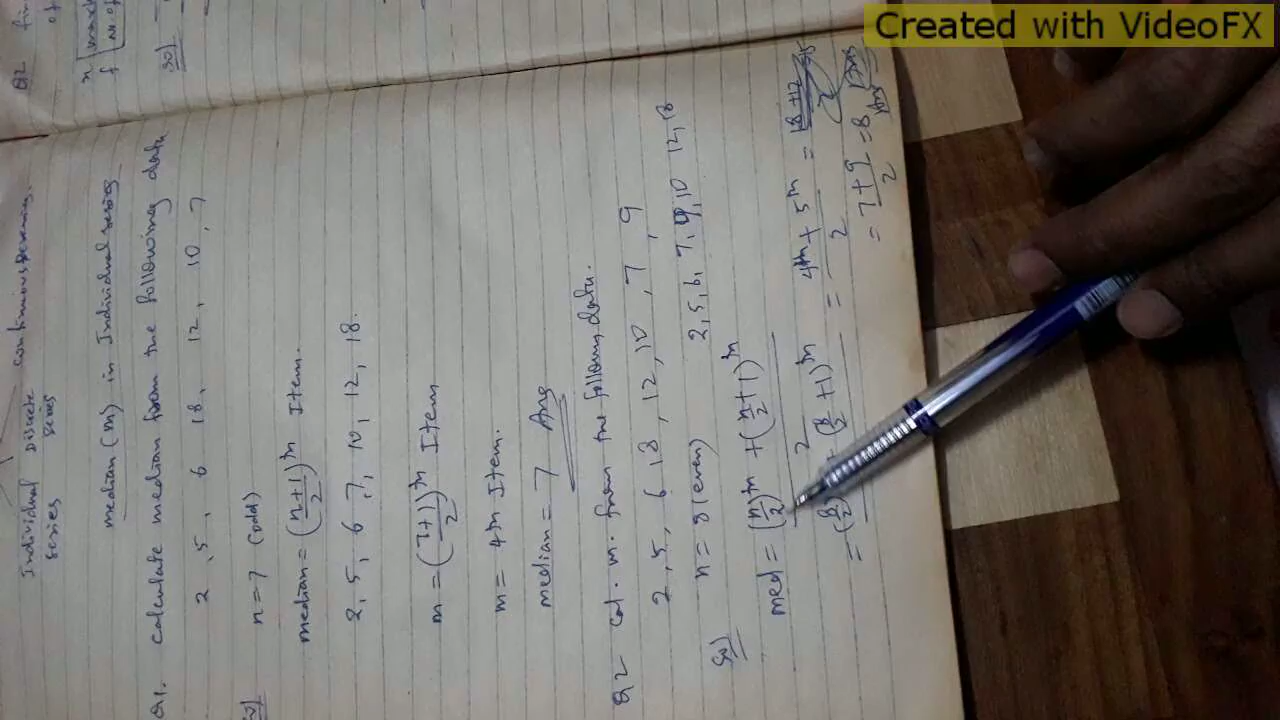 Created with VideoFX
continuous
Individual Discrete
series series
median (m) in Individual series
Q1. calculate median from the following data
2, 5, 6 18, 12, 10, 7
n=7 (odd)
median = (n+1/2)th Item.
2, 5, 6, 7, 10, 12, 18.
m = (7+1/2)th Item
m = 4th Item.
median = 7 Ans
Q2 cal. m. from the following data.
2, 5, 6, 18, 12, 10, 7, 9
Sol) n = 8 (even) 2, 5, 6, 7, 9, 10 12, 18
med = (n/2)th + (n/2 + 1)th / 2
= (8/2) + (8/2 + 1)th = 4th + 5th / 2 = 18+12
= 7+9/2 = 8 Ans
Q2
x
f
sol)